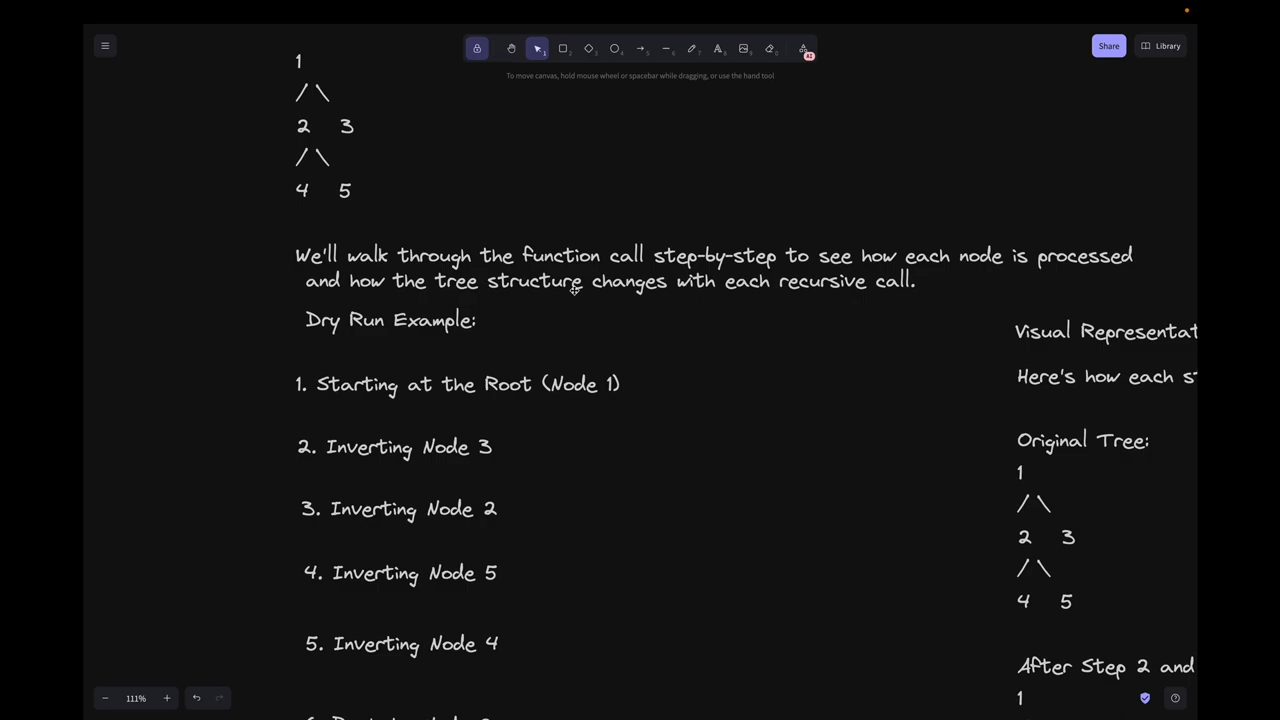 Share
Library
To move canvas, hold mouse wheel or spacebar while dragging, or use the hand tool
1
2 3
4 5
We'll walk through the function call step-by-step to see how each node is processed
and how the tree structure changes with each recursive call.
Dry Run Example:
1. Starting at the Root (Node 1)
2. Inverting Node 3
3. Inverting Node 2
4. Inverting Node 5
5. Inverting Node 4
Visual Representat
Here's how each s
Original Tree:
1
2 3
4 5
After Step 2 and
1
111%